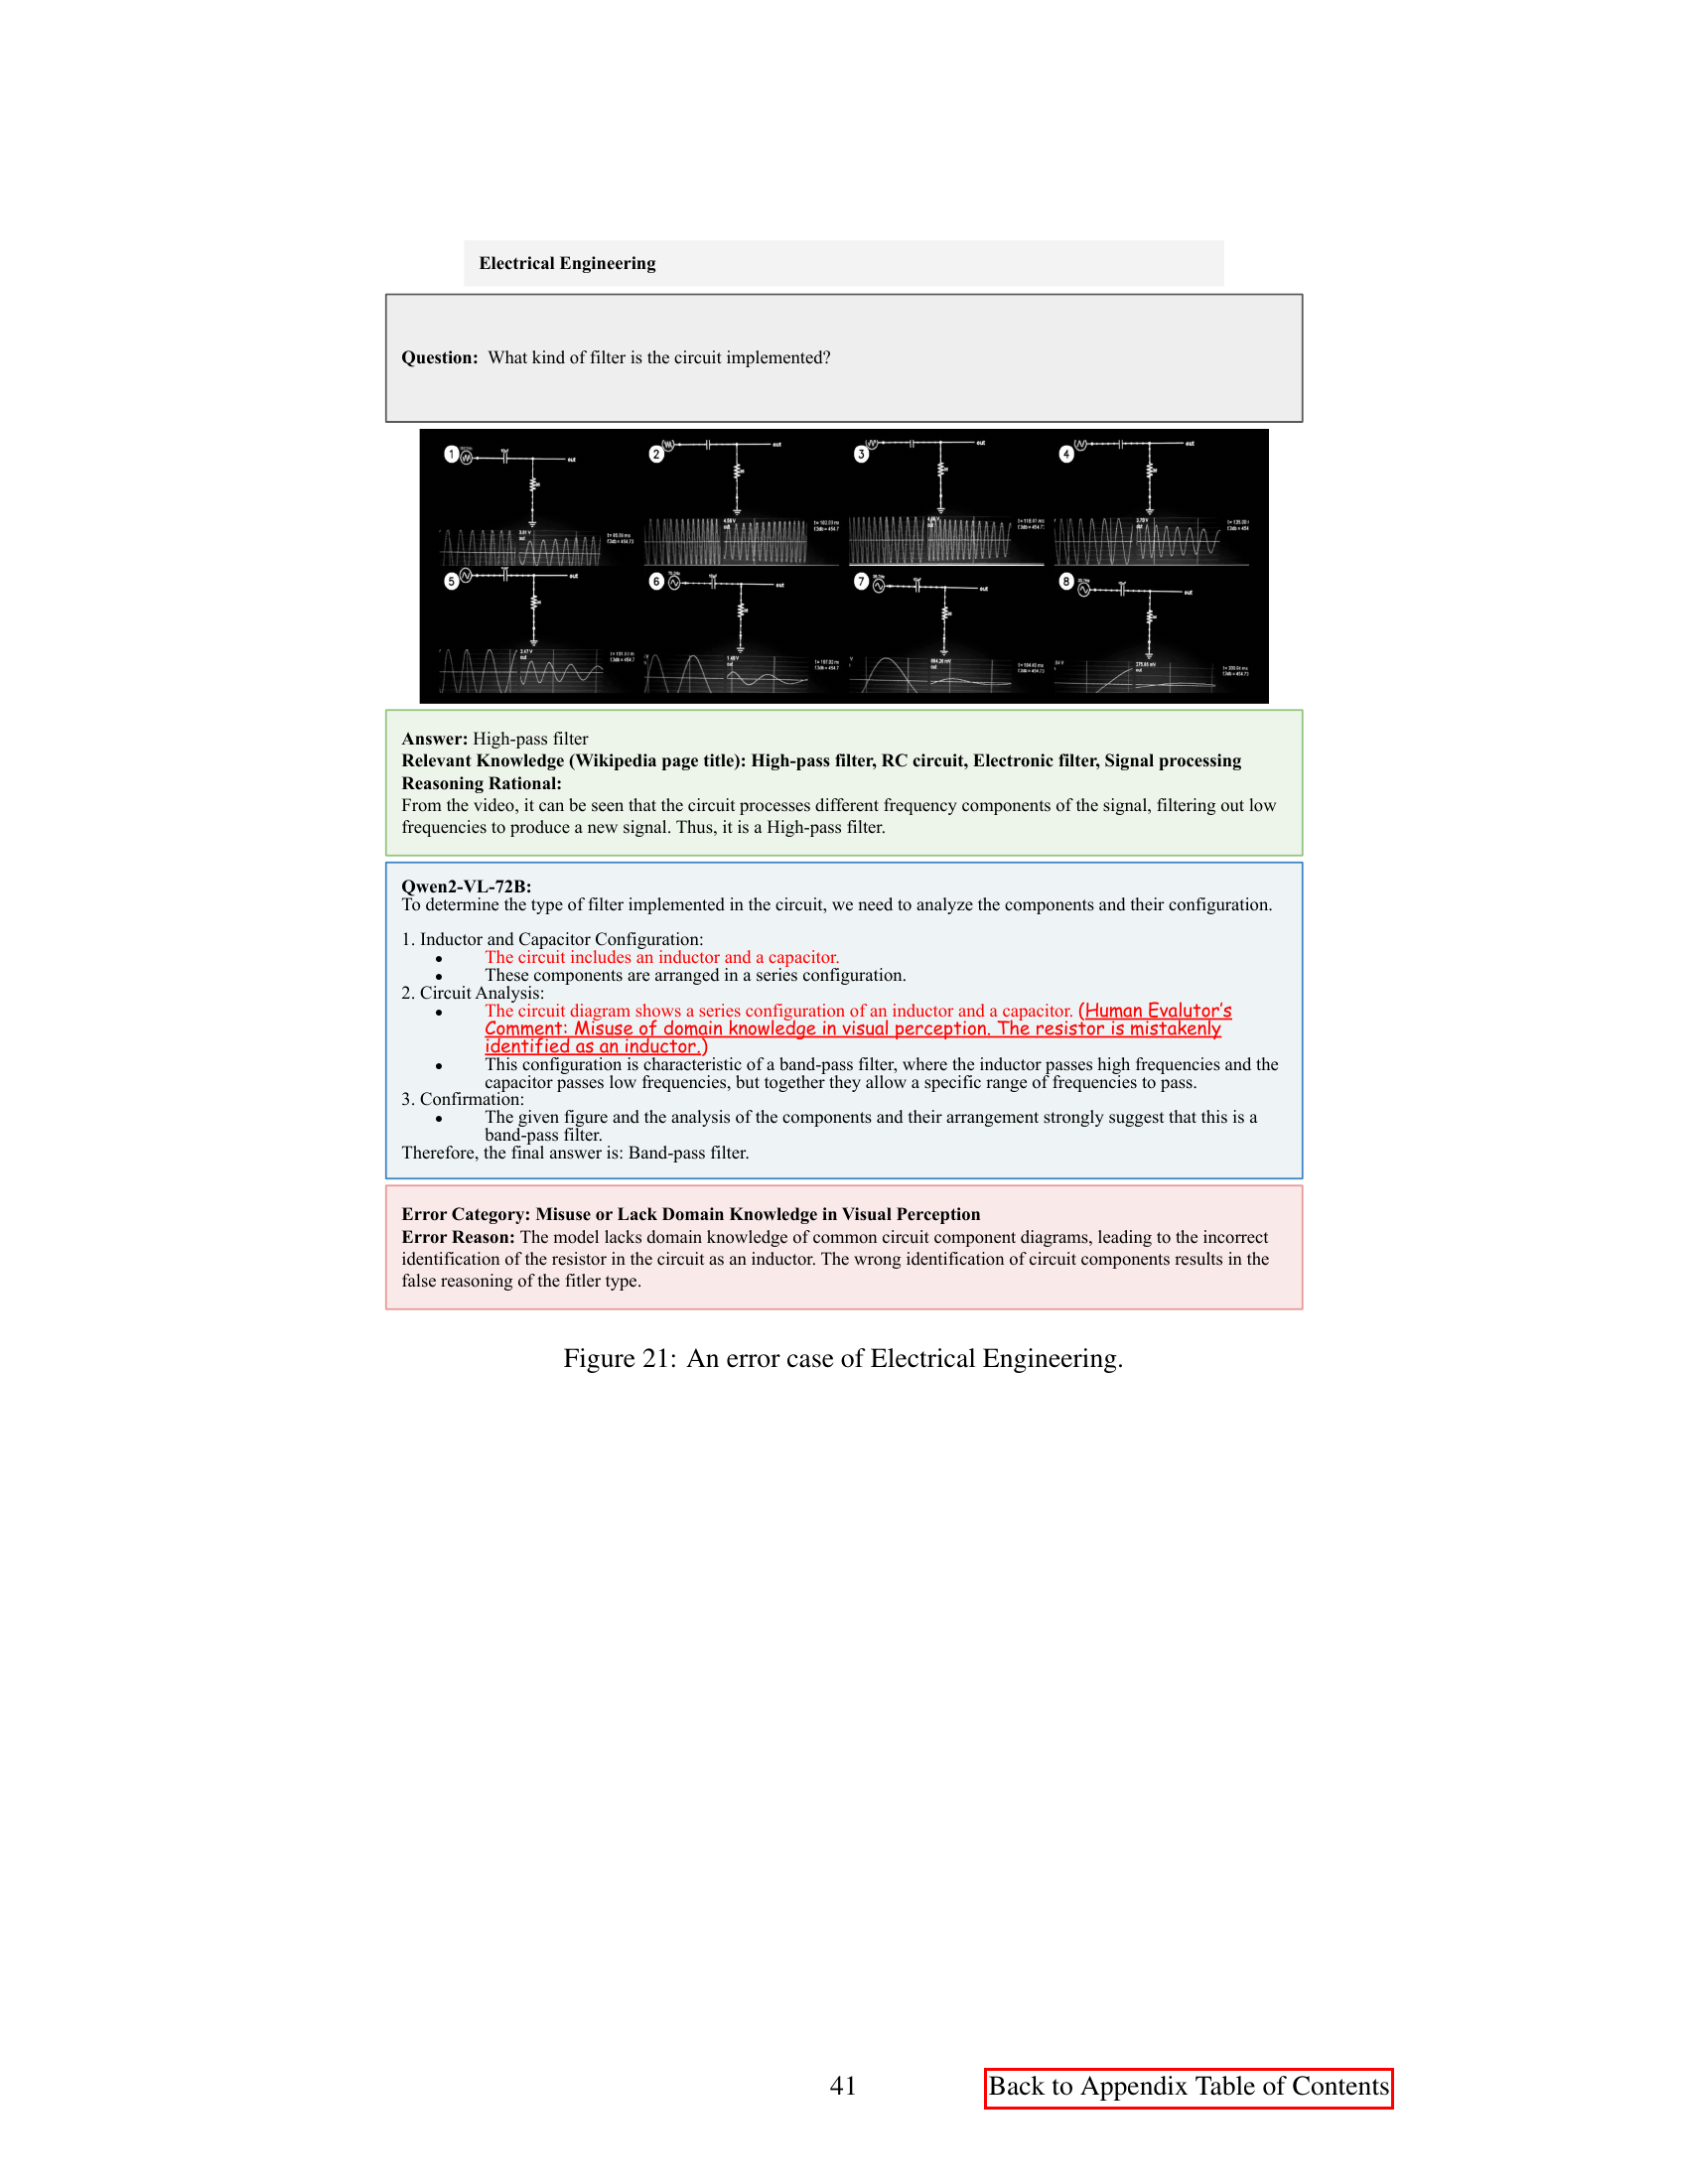 Electrical Engineering
Question: What kind of filter is the circuit implemented?
1
out
2
out
3
out
4
out
5
out
6
out
7
out
8
out
Answer: High-pass filter
Relevant Knowledge (Wikipedia page title): High-pass filter, RC circuit, Electronic filter, Signal processing
Reasoning Rational:
From the video, it can be seen that the circuit processes different frequency components of the signal, filtering out low
frequencies to produce a new signal. Thus, it is a High-pass filter.
Qwen2-VL-72B:
To determine the type of filter implemented in the circuit, we need to analyze the components and their configuration.
1. Inductor and Capacitor Configuration:
• The circuit includes an inductor and a capacitor.
• These components are arranged in a series configuration.
2. Circuit Analysis:
• The circuit diagram shows a series configuration of an inductor and a capacitor. (Human Evalutor's
Comment: Misuse of domain knowledge in visual perception. The resistor is mistakenly
identified as an inductor.)
• This configuration is characteristic of a band-pass filter, where the inductor passes high frequencies and the
capacitor passes low frequencies, but together they allow a specific range of frequencies to pass.
3. Confirmation:
• The given figure and the analysis of the components and their arrangement strongly suggest that this is a
band-pass filter.
Therefore, the final answer is: Band-pass filter.
Error Category: Misuse or Lack Domain Knowledge in Visual Perception
Error Reason: The model lacks domain knowledge of common circuit component diagrams, leading to the incorrect
identification of the resistor in the circuit as an inductor. The wrong identification of circuit components results in the
false reasoning of the fitler type.
Figure 21: An error case of Electrical Engineering.
41
Back to Appendix Table of Contents